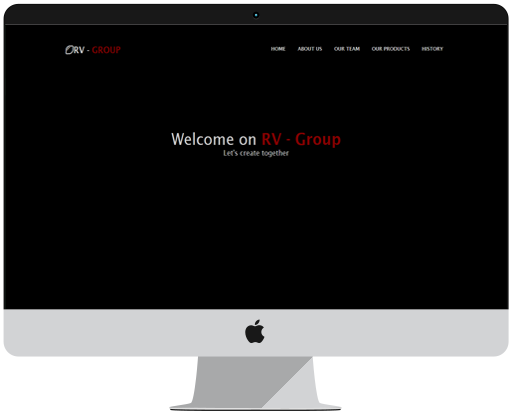 RV - GROUP
HOME ABOUT US OUR TEAM OUR PRODUCTS HISTORY
Welcome on RV - Group
Let's create together